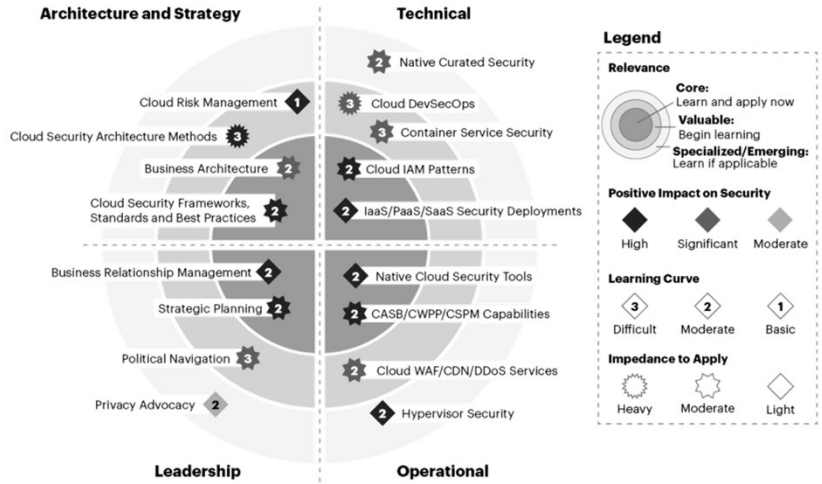 Architecture and Strategy
Technical
2
Native Curated Security
Cloud Risk Management
1
3
Cloud DevSecOps
Cloud Security Architecture Methods
3
3
Container Service Security
Business Architecture
2
2
Cloud IAM Patterns
Cloud Security Frameworks,
Standards and Best Practices
2
2
IaaS/PaaS/SaaS Security Deployments
Business Relationship Management
2
2
Native Cloud Security Tools
Strategic Planning
2
2
CASB/CWPP/CSPM Capabilities
Political Navigation
3
2
Cloud WAF/CDN/DDoS Services
Privacy Advocacy
2
2
Hypervisor Security
Leadership
Operational
Legend
Relevance
Core:
Learn and apply now
Valuable:
Begin learning
Specialized/Emerging:
Learn if applicable
Positive Impact on Security
High
Significant
Moderate
Learning Curve
3
2
1
Difficult
Moderate
Basic
Impedance to Apply
Heavy
Moderate
Light